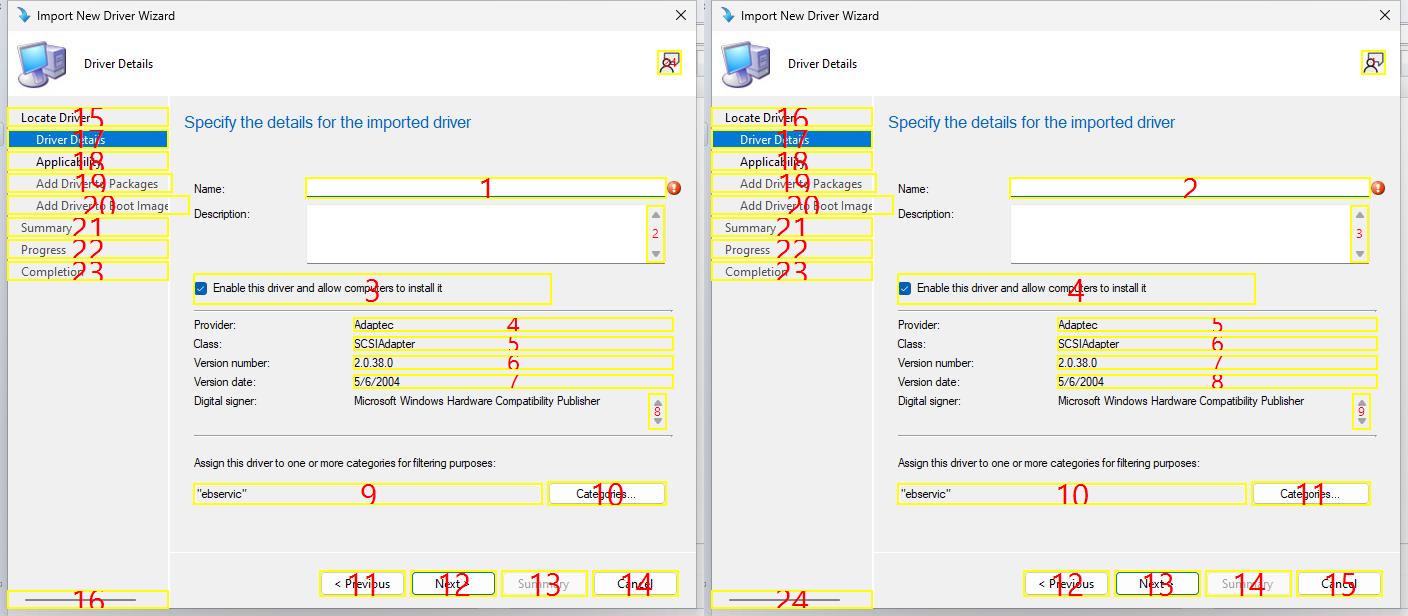 Import New Driver Wizard
Driver Details
24
Locate Driver 15
Driver Details 17
Applicability 18
Add Driver to Packages 19
Add Driver to Boot Image 20
Summary 21
Progress 22
Completion 23
16
Specify the details for the imported driver
Name: 1
Description: 2
Enable this driver and allow computers to install it 3
Provider: Adaptec 4
Class: SCSIAdapter 5
Version number: 2.0.38.0 6
Version date: 5/6/2004 7
Digital signer: Microsoft Windows Hardware Compatibility Publisher 8
Assign this driver to one or more categories for filtering purposes:
"ebservic" 9 Categories... 10
< Previous 11 Next > 12 Summary 13 Cancel 14
Import New Driver Wizard
Driver Details
Locate Driver 16
Driver Details 17
Applicability 18
Add Driver to Packages 19
Add Driver to Boot Image 20
Summary 21
Progress 22
Completion 23
24
Specify the details for the imported driver
Name: 2
Description: 3
Enable this driver and allow computers to install it 4
Provider: Adaptec 5
Class: SCSIAdapter 6
Version number: 2.0.38.0 7
Version date: 5/6/2004 8
Digital signer: Microsoft Windows Hardware Compatibility Publisher 9
Assign this driver to one or more categories for filtering purposes:
"ebservic" 10 Categories... 11
< Previous 12 Next > 13 Summary 14 Cancel 15